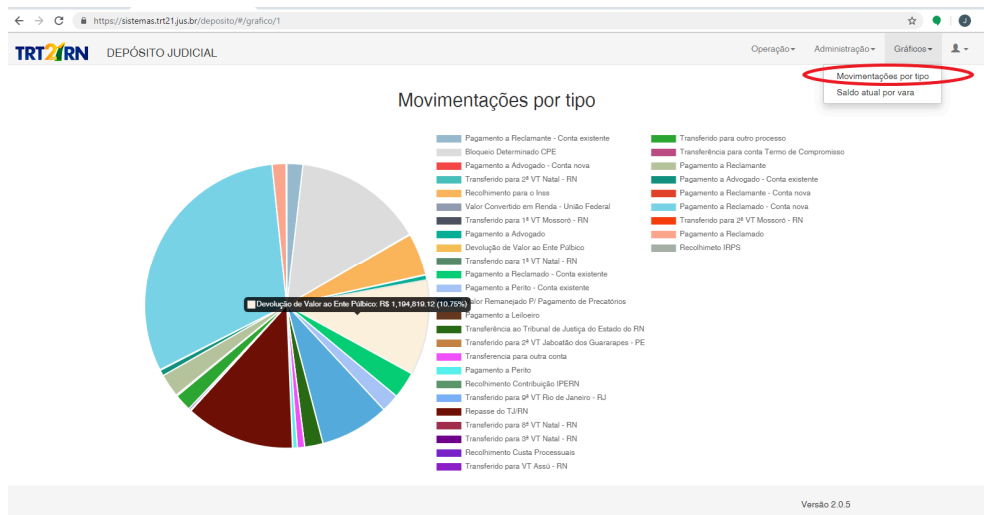 https://sistemas.trt21.jus.br/deposito/#/grafico/1
J
TRT21RN DEPÓSITO JUDICIAL Operação Administração Gráficos
Movimentações por tipo
Saldo atual por vara
Movimentações por tipo
Pagamento a Reclamante - Conta existente
Bloqueio Determinado CPE
Pagamento a Advogado - Conta nova
Transferido para 2ª VT Natal - RN
Recolhimento para o Inss
Valor Convertido em Renda - União Federal
Transferido para 1ª VT Mossoró - RN
Pagamento a Advogado
Devolução de Valor ao Ente Púlbico
Transferido para 1ª VT Natal - RN
Pagamento a Reclamado - Conta existente
Pagamento a Perito - Conta existente
Valor Remanejado P/ Pagamento de Precatórios
Pagamento a Leiloeiro
Transferência ao Tribunal de Justiça do Estado do RN
Transferido para 2ª VT Jaboatão dos Guararapes - PE
Transferencia para outra conta
Pagamento a Perito
Recolhimento Contribuição IPERN
Transferido para 9ª VT Rio de Janeiro - RJ
Repasse do TJ/RN
Transferido para 8ª VT Natal - RN
Transferido para 3ª VT Natal - RN
Recolhimento Custa Processuais
Transferido para VT Assú - RN
Transferido para outro processo
Transferência para conta Termo de Compromisso
Pagamento a Reclamante
Pagamento a Advogado - Conta existente
Pagamento a Reclamante - Conta nova
Pagamento a Reclamado - Conta nova
Transferido para 2ª VT Mossoró - RN
Pagamento a Reclamado
Recolhimeto IRPS
Devolução de Valor ao Ente Púlbico: R$ 1,194,819.12 (10.75%)
Versão 2.0.5